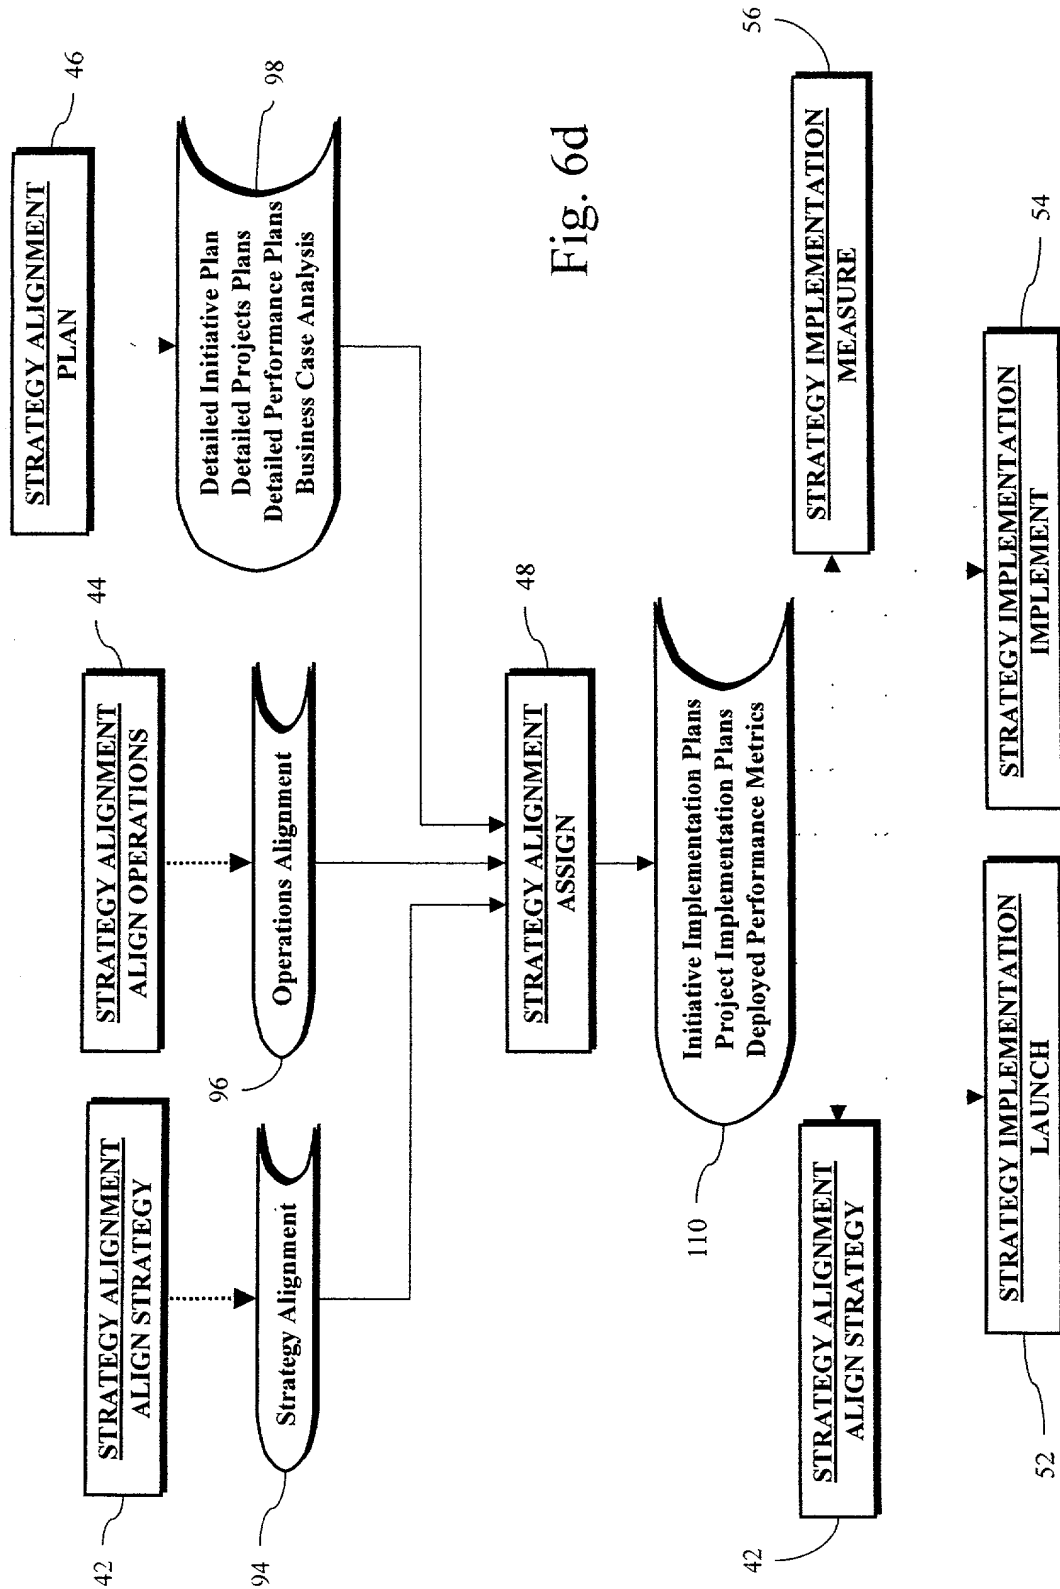 42
STRATEGY ALIGNMENT
ALIGN STRATEGY
44
STRATEGY ALIGNMENT
ALIGN OPERATIONS
46
STRATEGY ALIGNMENT
PLAN
94
Strategy Alignment
96
Operations Alignment
98
Detailed Initiative Plan
Detailed Projects Plans
Detailed Performance Plans
Business Case Analysis
48
STRATEGY ALIGNMENT
ASSIGN
110
Initiative Implementation Plans
Project Implementation Plans
Deployed Performance Metrics
Fig. 6d
42
STRATEGY ALIGNMENT
ALIGN STRATEGY
56
STRATEGY IMPLEMENTATION
MEASURE
52
STRATEGY IMPLEMENTATION
LAUNCH
54
STRATEGY IMPLEMENTATION
IMPLEMENT